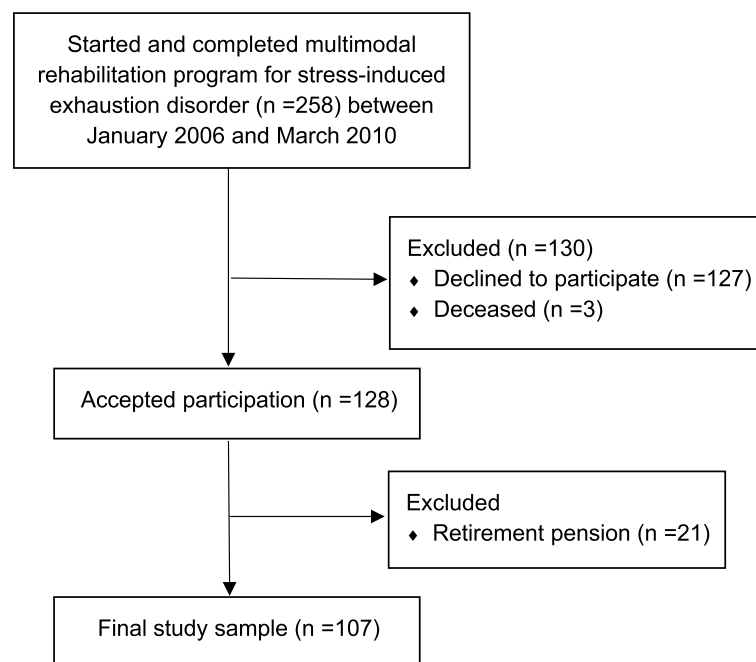 Started and completed multimodal
rehabilitation program for stress-induced
exhaustion disorder (n =258) between
January 2006 and March 2010
Excluded (n =130)
♦ Declined to participate (n =127)
♦ Deceased (n =3)
Accepted participation (n =128)
Excluded
♦ Retirement pension (n =21)
Final study sample (n =107)